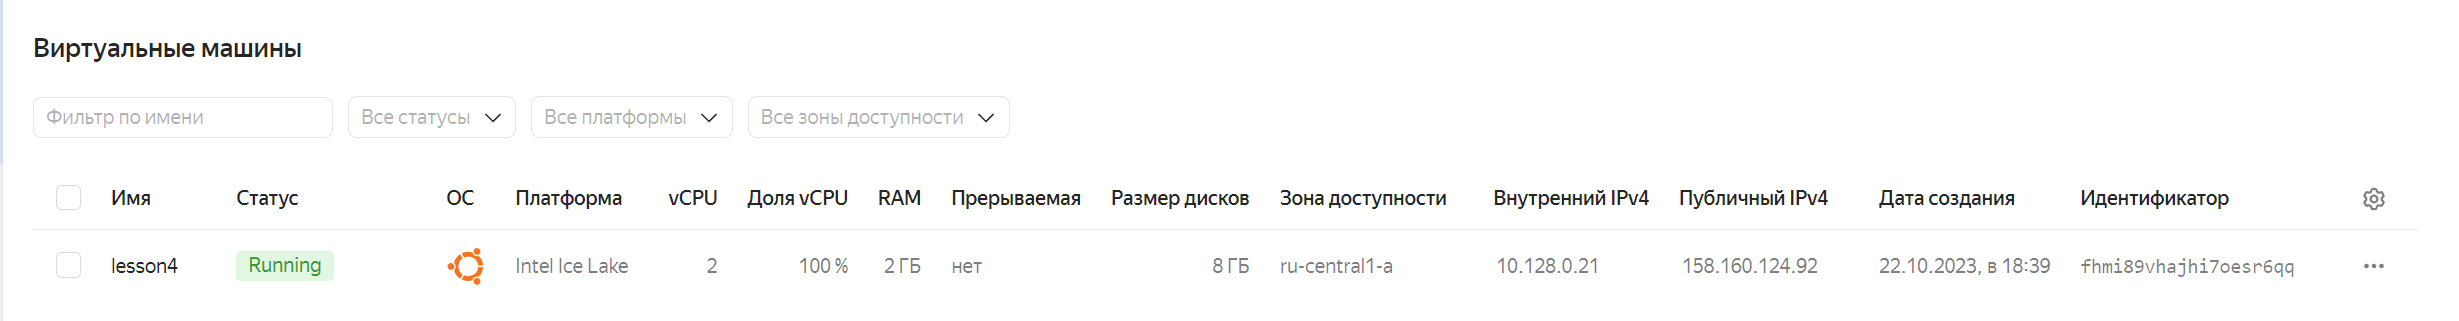 Виртуальные машины
Фильтр по имени Все статусы Все платформы Все зоны доступности
Имя Статус ОС Платформа vCPU Доля vCPU RAM Прерываемая Размер дисков Зона доступности Внутренний IPv4 Публичный IPv4 Дата создания Идентификатор
lesson4 Running Intel Ice Lake 2 100 % 2 ГБ нет 8 ГБ ru-central1-a 10.128.0.21 158.160.124.92 22.10.2023, в 18:39 fhmi89vhajhi7oesr6qq